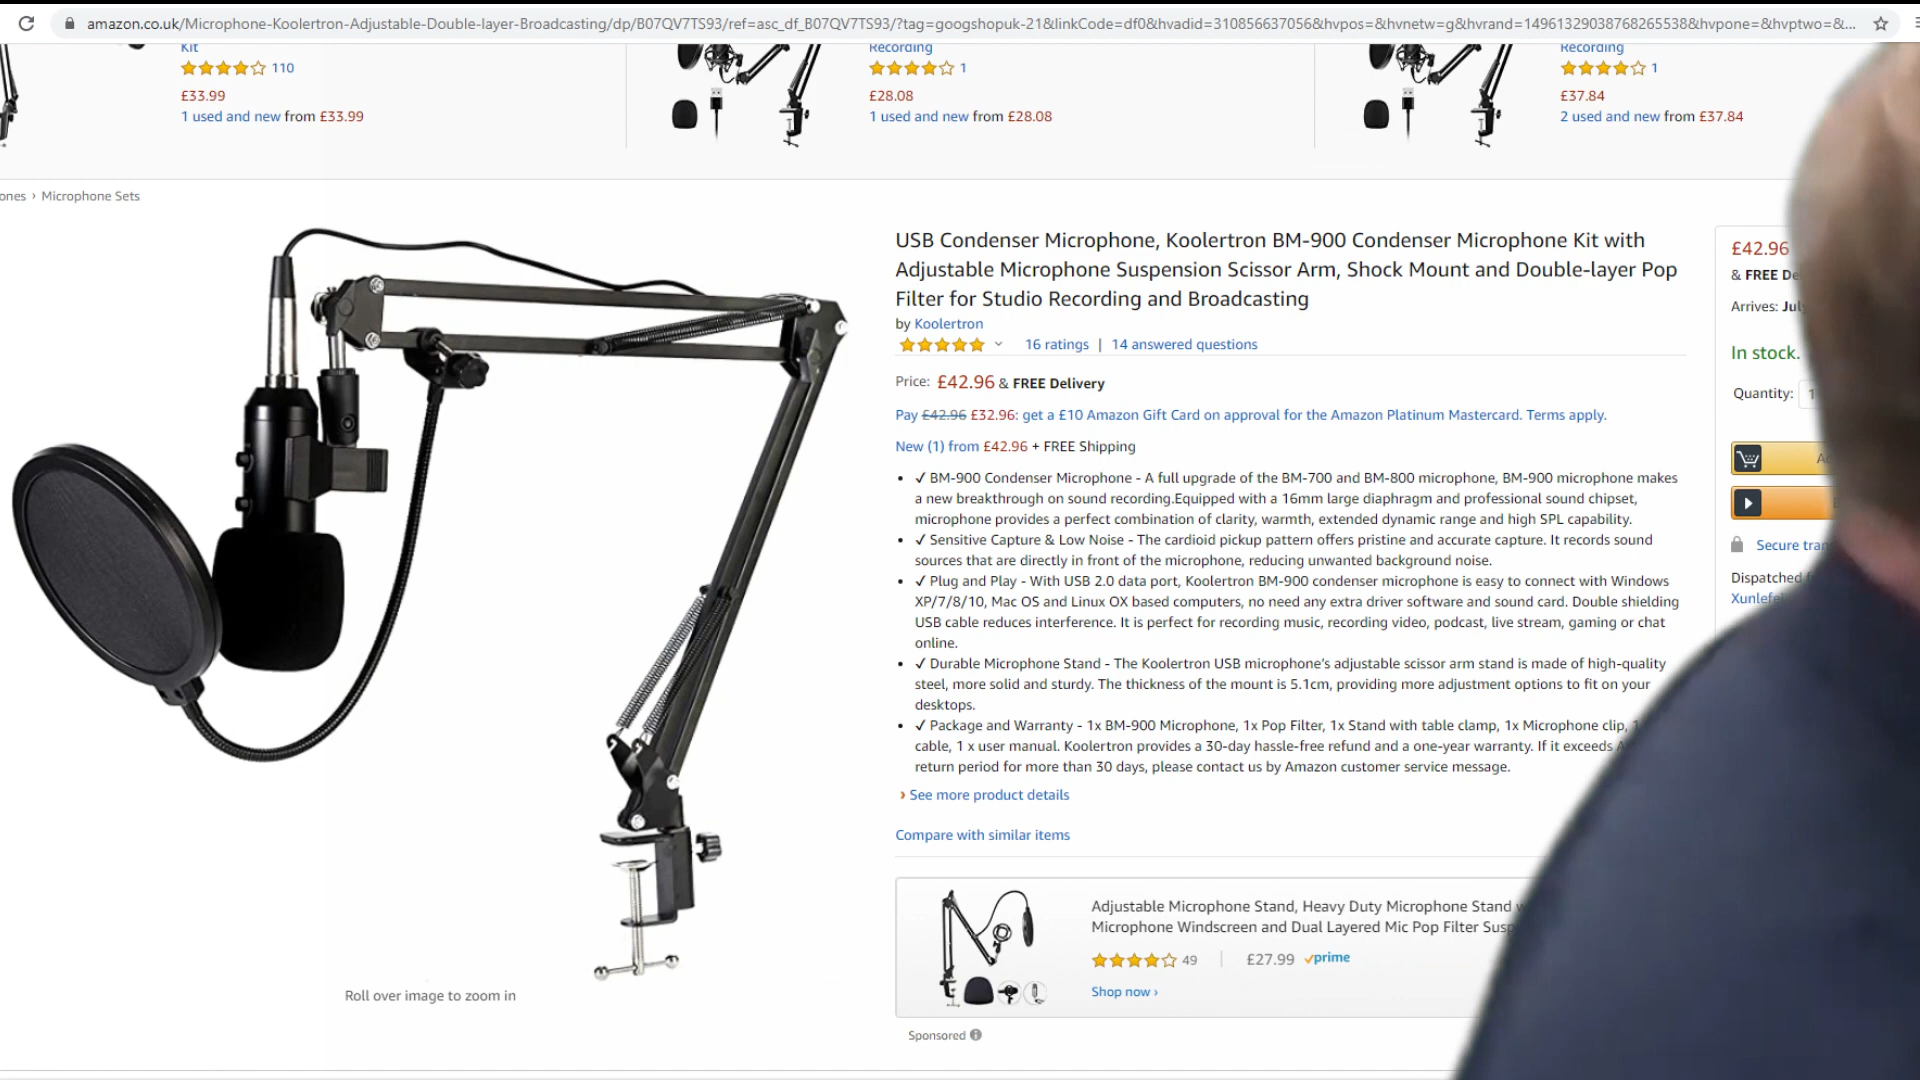 amazon.co.uk/Microphone-Koolertron-Adjustable-Double-layer-Broadcasting/dp/B07QV7TS93/ref=asc_df_B07QV7TS93/?tag=googshopuk-21&linkCode=df0&hvadid=310856637056&hvpos=&hvnetw=g&hvrand=14961329038768265538&hvpone=&hvptwo=&...
Kit
110
£33.99
1 used and new from £33.99
Recording
1
£28.08
1 used and new from £28.08
Recording
1
£37.84
2 used and new from £37.84
ones › Microphone Sets
USB Condenser Microphone, Koolertron BM-900 Condenser Microphone Kit with
Adjustable Microphone Suspension Scissor Arm, Shock Mount and Double-layer Pop
Filter for Studio Recording and Broadcasting
by Koolertron
16 ratings | 14 answered questions
Price: £42.96 & FREE Delivery
Pay £42.96 £32.96: get a £10 Amazon Gift Card on approval for the Amazon Platinum Mastercard. Terms apply.
New (1) from £42.96 + FREE Shipping
• ✓ BM-900 Condenser Microphone - A full upgrade of the BM-700 and BM-800 microphone, BM-900 microphone makes
a new breakthrough on sound recording.Equipped with a 16mm large diaphragm and professional sound chipset,
microphone provides a perfect combination of clarity, warmth, extended dynamic range and high SPL capability.
• ✓ Sensitive Capture & Low Noise - The cardioid pickup pattern offers pristine and accurate capture. It records sound
sources that are directly in front of the microphone, reducing unwanted background noise.
• ✓ Plug and Play - With USB 2.0 data port, Koolertron BM-900 condenser microphone is easy to connect with Windows
XP/7/8/10, Mac OS and Linux OX based computers, no need any extra driver software and sound card. Double shielding
USB cable reduces interference. It is perfect for recording music, recording video, podcast, live stream, gaming or chat
online.
• ✓ Durable Microphone Stand - The Koolertron USB microphone's adjustable scissor arm stand is made of high-quality
steel, more solid and sturdy. The thickness of the mount is 5.1cm, providing more adjustment options to fit on your
desktops.
• ✓ Package and Warranty - 1x BM-900 Microphone, 1x Pop Filter, 1x Stand with table clamp, 1x Microphone clip,
cable, 1 x user manual. Koolertron provides a 30-day hassle-free refund and a one-year warranty. If it exceeds
return period for more than 30 days, please contact us by Amazon customer service message.
› See more product details
Compare with similar items
Adjustable Microphone Stand, Heavy Duty Microphone Stand
Microphone Windscreen and Dual Layered Mic Pop Filter
49 | £27.99 prime
Shop now ›
Sponsored
Roll over image to zoom in
£42.96
& FREE
Arrives:
In stock.
Quantity: 1
Secure
Dispatched